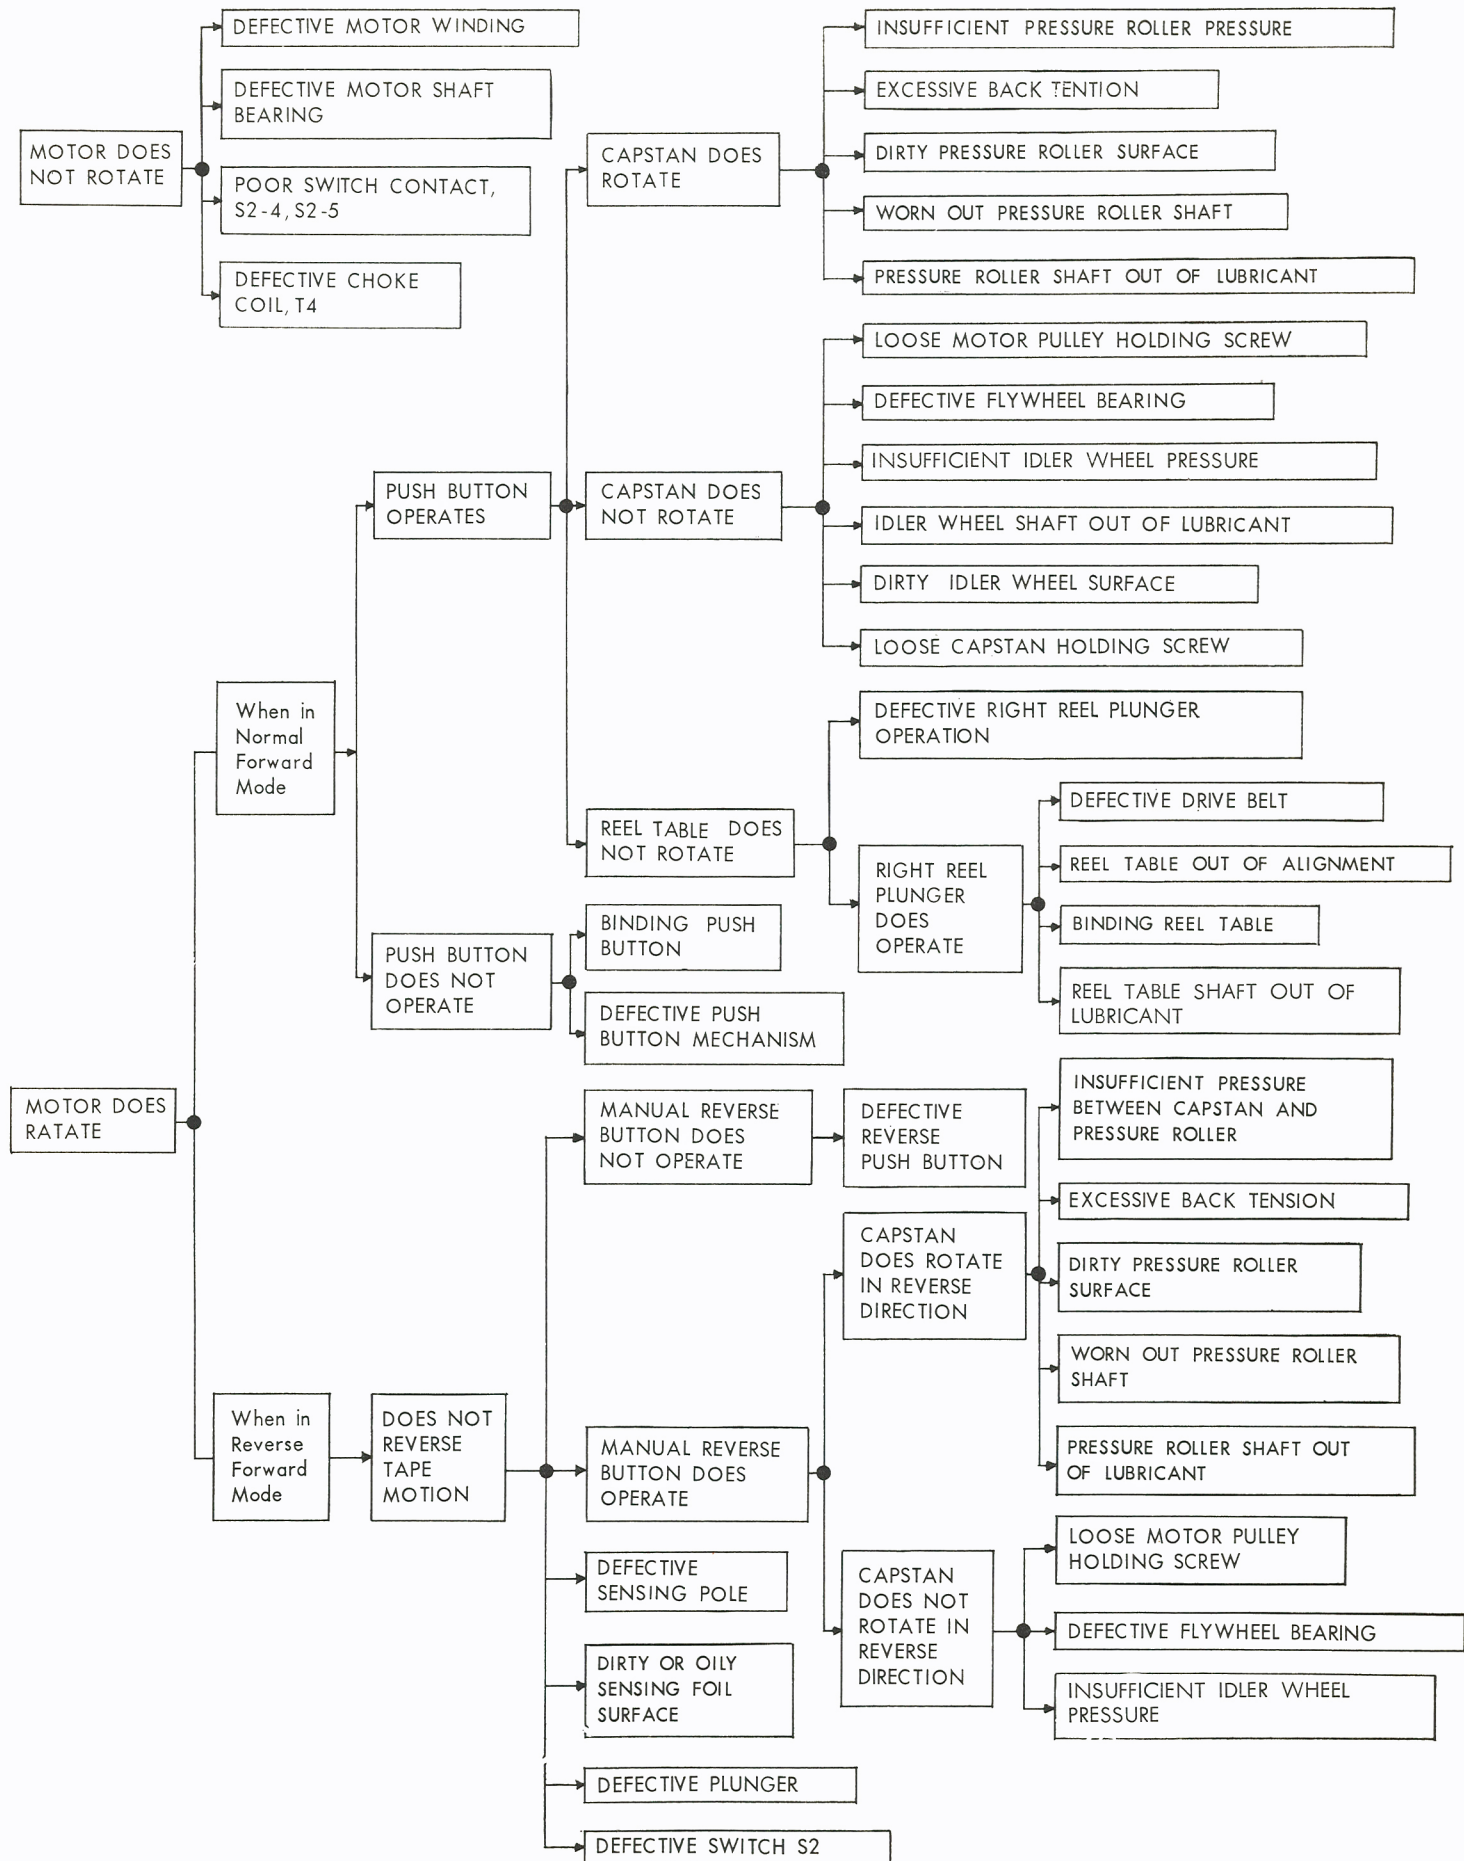 MOTOR DOES
NOT ROTATE
DEFECTIVE MOTOR WINDING
DEFECTIVE MOTOR SHAFT
BEARING
POOR SWITCH CONTACT,
S2-4, S2-5
DEFECTIVE CHOKE
COIL, T4
MOTOR DOES
RATATE
When in
Normal
Forward
Mode
PUSH BUTTON
OPERATES
CAPSTAN DOES
ROTATE
INSUFFICIENT PRESSURE ROLLER PRESSURE
EXCESSIVE BACK TENTION
DIRTY PRESSURE ROLLER SURFACE
WORN OUT PRESSURE ROLLER SHAFT
PRESSURE ROLLER SHAFT OUT OF LUBRICANT
CAPSTAN DOES
NOT ROTATE
LOOSE MOTOR PULLEY HOLDING SCREW
DEFECTIVE FLYWHEEL BEARING
INSUFFICIENT IDLER WHEEL PRESSURE
IDLER WHEEL SHAFT OUT OF LUBRICANT
DIRTY IDLER WHEEL SURFACE
LOOSE CAPSTAN HOLDING SCREW
REEL TABLE DOES
NOT ROTATE
DEFECTIVE RIGHT REEL PLUNGER
OPERATION
RIGHT REEL
PLUNGER
DOES
OPERATE
DEFECTIVE DRIVE BELT
REEL TABLE OUT OF ALIGNMENT
BINDING REEL TABLE
REEL TABLE SHAFT OUT OF
LUBRICANT
PUSH BUTTON
DOES NOT
OPERATE
BINDING PUSH
BUTTON
DEFECTIVE PUSH
BUTTON MECHANISM
When in
Reverse
Forward
Mode
DOES NOT
REVERSE
TAPE
MOTION
MANUAL REVERSE
BUTTON DOES
NOT OPERATE
DEFECTIVE
REVERSE
PUSH BUTTON
MANUAL REVERSE
BUTTON DOES
OPERATE
CAPSTAN
DOES ROTATE
IN REVERSE
DIRECTION
INSUFFICIENT PRESSURE
BETWEEN CAPSTAN AND
PRESSURE ROLLER
EXCESSIVE BACK TENSION
DIRTY PRESSURE ROLLER
SURFACE
WORN OUT PRESSURE ROLLER
SHAFT
PRESSURE ROLLER SHAFT OUT
OF LUBRICANT
CAPSTAN
DOES NOT
ROTATE IN
REVERSE
DIRECTION
LOOSE MOTOR PULLEY
HOLDING SCREW
DEFECTIVE FLYWHEEL BEARING
INSUFFICIENT IDLER WHEEL
PRESSURE
DEFECTIVE
SENSING POLE
DIRTY OR OILY
SENSING FOIL
SURFACE
DEFECTIVE PLUNGER
DEFECTIVE SWITCH S2